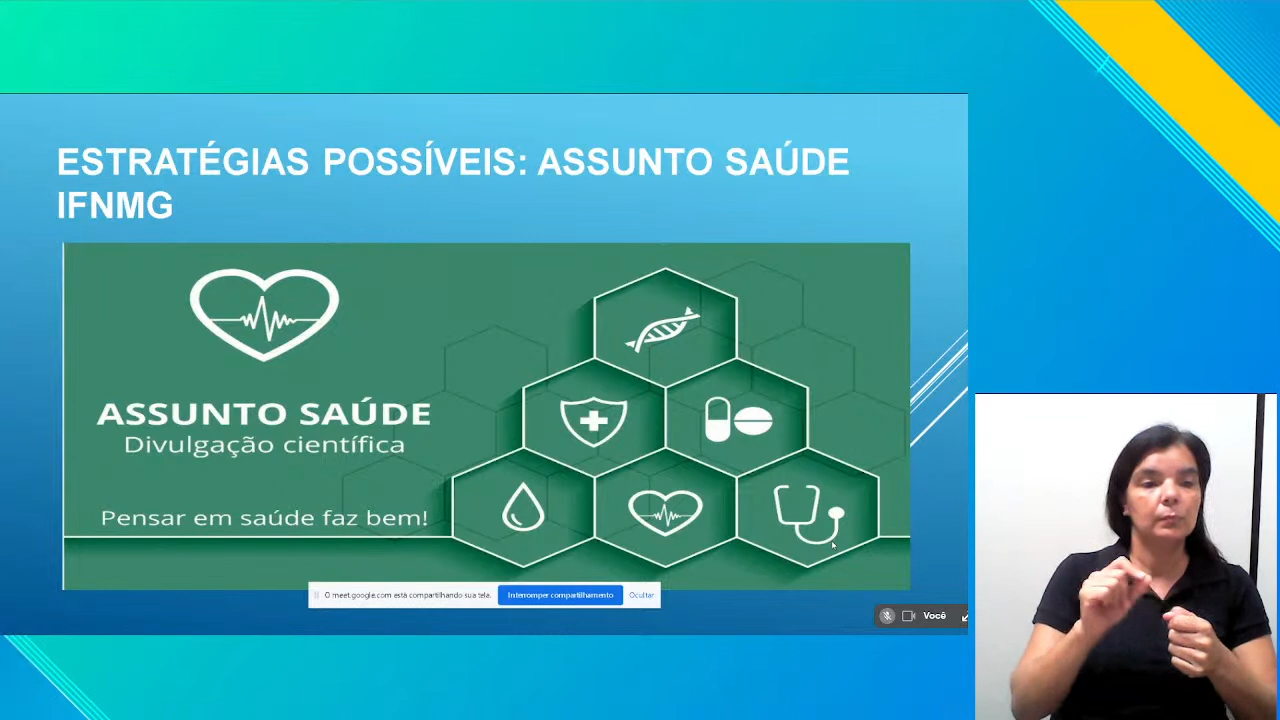 ESTRATÉGIAS POSSÍVEIS: ASSUNTO SAÚDE
IFNMG
ASSUNTO SAÚDE
Divulgação científica
Pensar em saúde faz bem!
O meet.google.com está compartilhando sua tela.
Interromper compartilhamento
Ocultar
Você